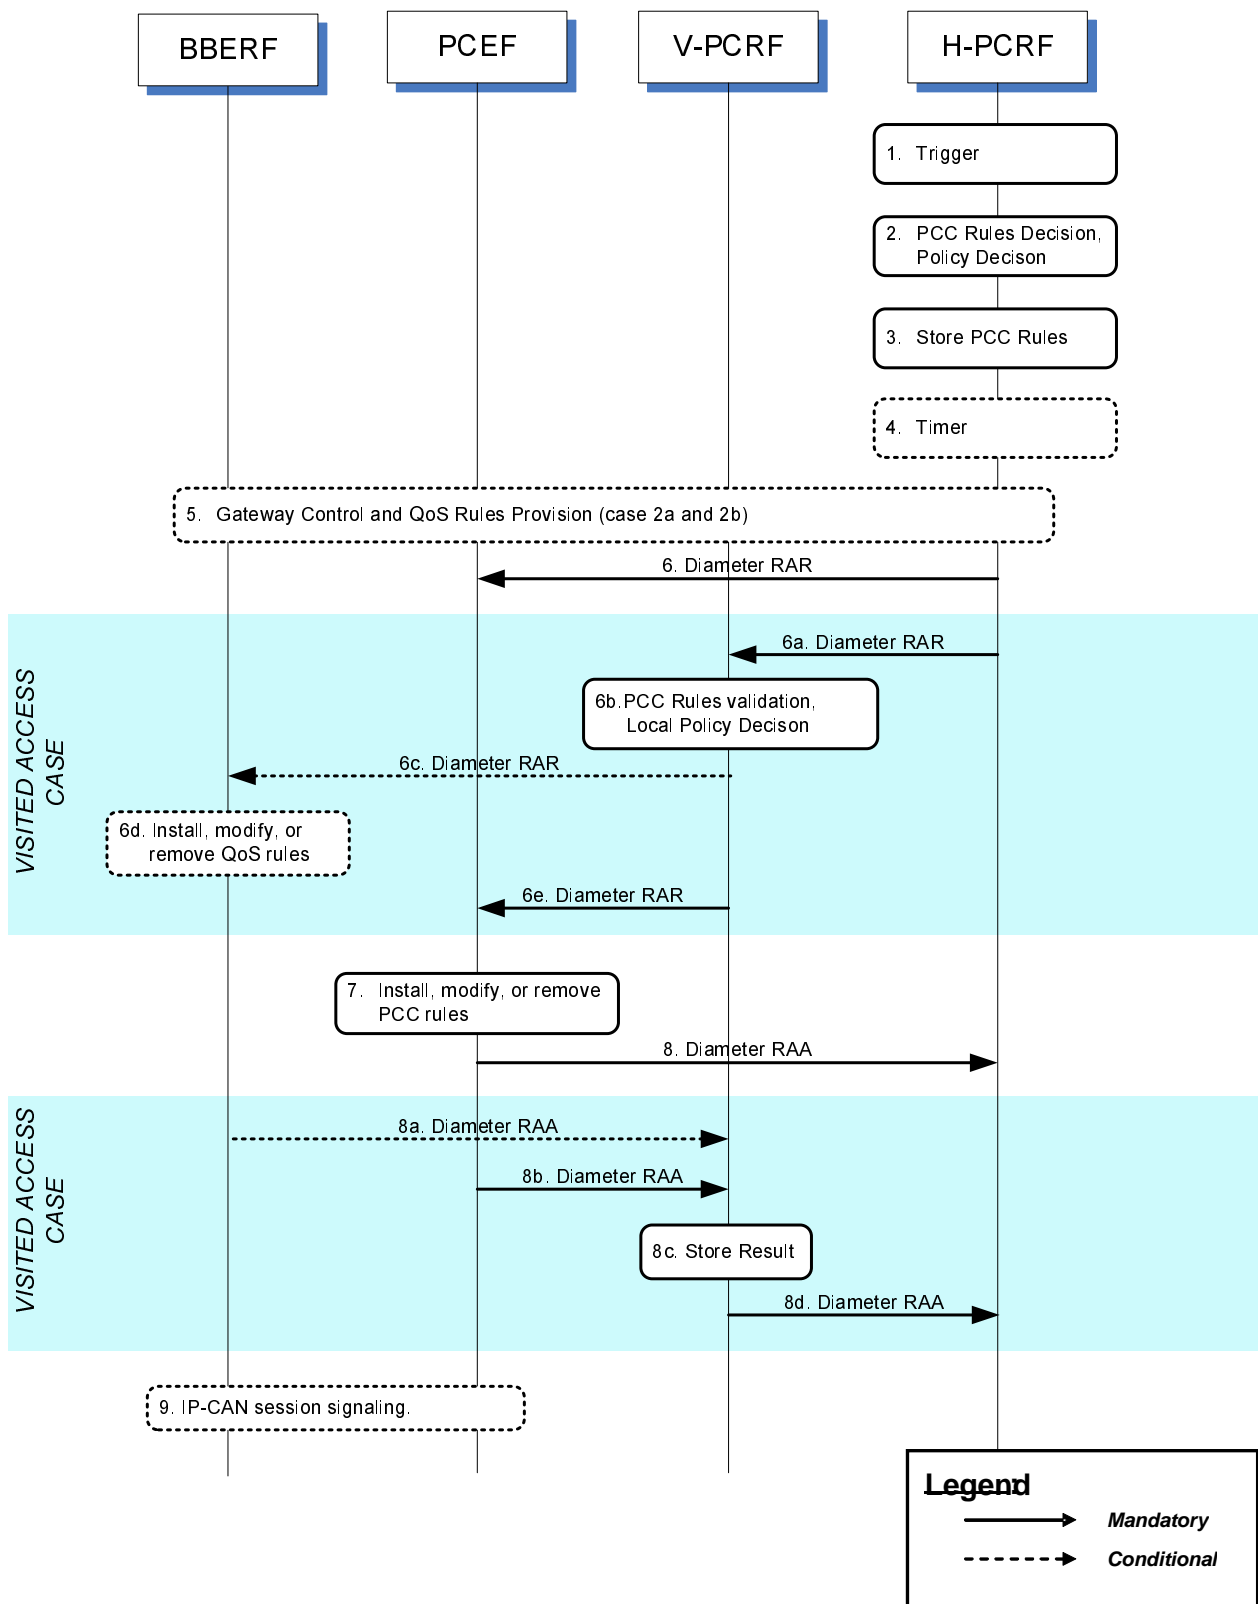 BBERF
PCEF
V-PCRF
H-PCRF
1. Trigger
2. PCC Rules Decision,
Policy Decison
3. Store PCC Rules
4. Timer
5. Gateway Control and QoS Rules Provision (case 2a and 2b)
6. Diameter RAR
VISITED ACCESS
CASE
6a. Diameter RAR
6b.PCC Rules validation,
Local Policy Decison
6c. Diameter RAR
6d. Install, modify, or
remove QoS rules
6e. Diameter RAR
7. Install, modify, or remove
PCC rules
8. Diameter RAA
VISITED ACCESS
CASE
8a. Diameter RAA
8b. Diameter RAA
8c. Store Result
8d. Diameter RAA
9. IP-CAN session signaling.
Legend
Mandatory
Conditional